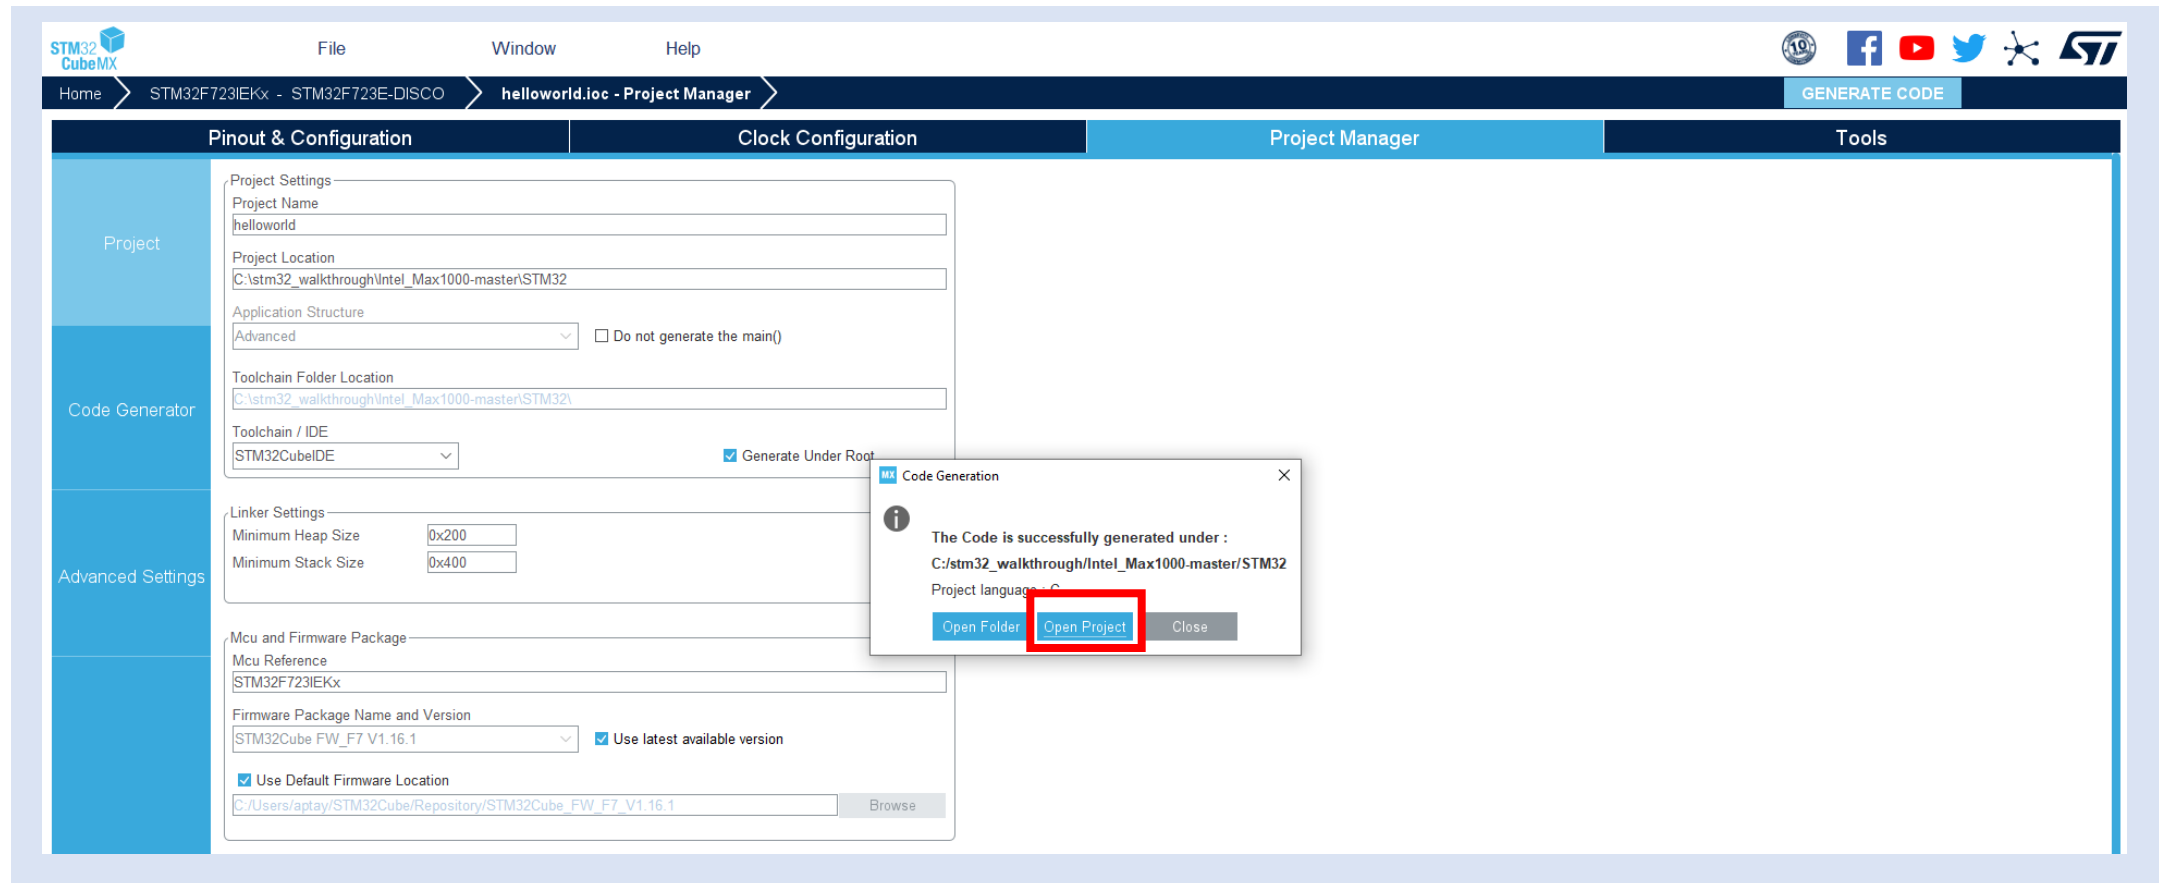 STM32
CubeMX
File
Window
Help
10
ST
Home
STM32F723IEKx - STM32F723E-DISCO
helloworld.ioc - Project Manager
GENERATE CODE
Pinout & Configuration
Clock Configuration
Project Manager
Tools
Project
Code Generator
Advanced Settings
Project Settings
Project Name
helloworld
Project Location
C:\stm32_walkthrough\Intel_Max1000-master\STM32
Application Structure
Advanced
Do not generate the main()
Toolchain Folder Location
C:\stm32_walkthrough\Intel_Max1000-master\STM32\
Toolchain / IDE
STM32CubeIDE
Generate Under Root
Linker Settings
Minimum Heap Size
0x200
Minimum Stack Size
0x400
Mcu and Firmware Package
Mcu Reference
STM32F723IEKx
Firmware Package Name and Version
STM32Cube FW_F7 V1.16.1
Use latest available version
Use Default Firmware Location
C:/Users/aptay/STM32Cube/Repository/STM32Cube_FW_F7_V1.16.1
Browse
MX Code Generation
The Code is successfully generated under :
C:/stm32_walkthrough/Intel_Max1000-master/STM32
Project language : C
Open Folder
Open Project
Close